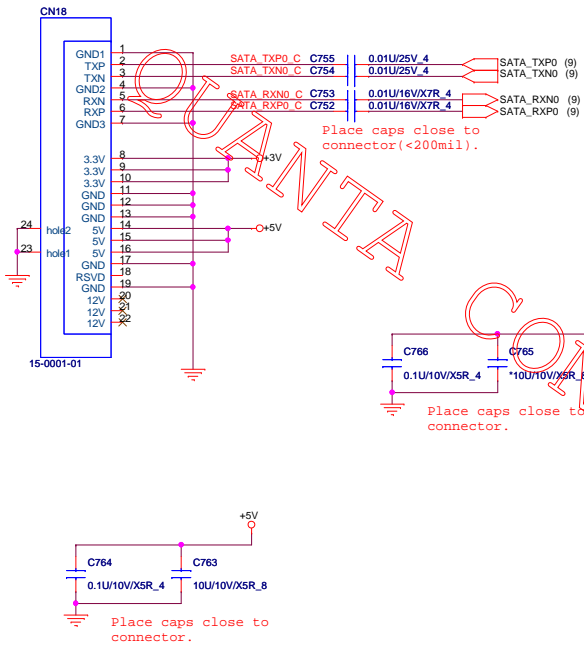 CN18
GND1 1
TXP 2 SATA_TXP0_C C755 0.01U/25V_4 SATA_TXP0 (9)
TXN 3 SATA_TXN0_C C754 0.01U/25V_4 SATA_TXN0 (9)
GND2 4
RXN 5 SATA_RXN0_C C753 0.01U/16V/X7R_4 SATA_RXN0 (9)
RXP 6 SATA_RXP0_C C752 0.01U/16V/X7R_4 SATA_RXP0 (9)
GND3 7
Place caps close to
connector(<200mil).
3.3V 8 +3V
3.3V 9
3.3V 10
GND 11
GND 12
GND 13
24 hole2 5V 14 +5V
5V 15
23 hole1 5V 16
GND 17
RSVD 18
GND 19
12V 20
12V 21
12V 22
15-0001-01
QUANTA
COM
C766 C765
0.1U/10V/X5R_4 *10U/10V/X5R_8
Place caps close to
connector.
+5V
C764 C763
0.1U/10V/X5R_4 10U/10V/X5R_8
Place caps close to
connector.